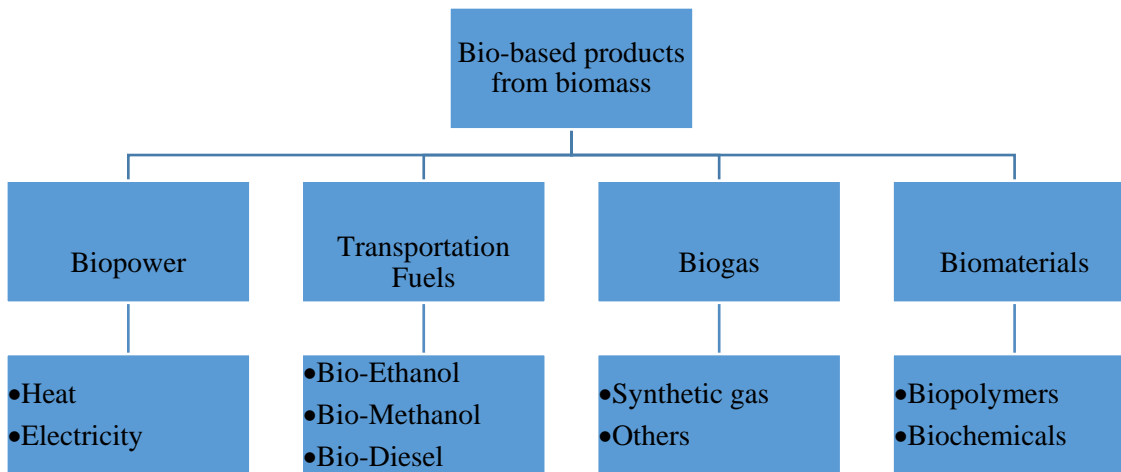 Bio-based products
from biomass
Biopower
Transportation
Fuels
Biogas
Biomaterials
•Heat
•Electricity
•Bio-Ethanol
•Bio-Methanol
•Bio-Diesel
•Synthetic gas
•Others
•Biopolymers
•Biochemicals